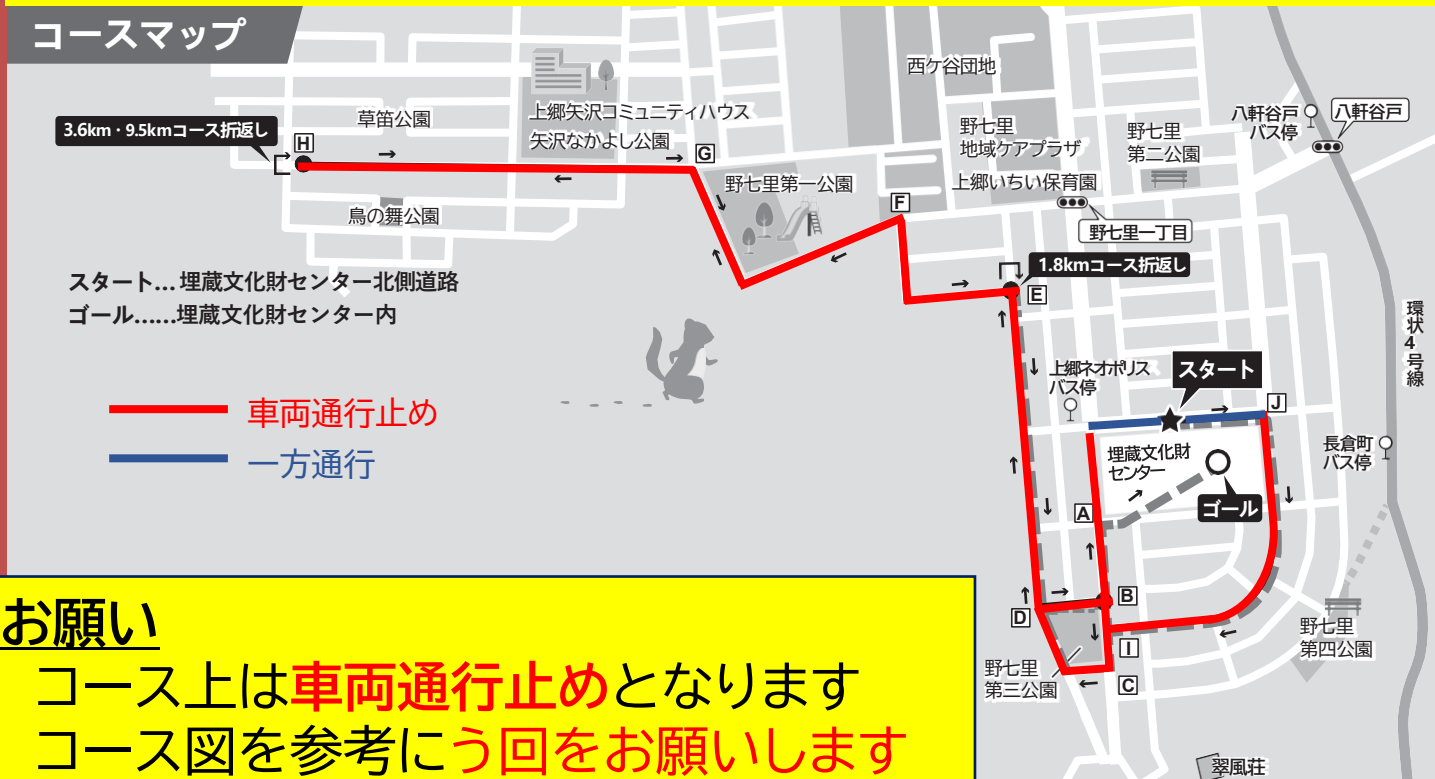 コースマップ
西ケ谷団地
草笛公園
上郷矢沢コミュニティハウス
矢沢なかよし公園
3.6km・9.5kmコース折返し
H
G
野七里
地域ケアプラザ
野七里
第二公園
八軒谷戸
バス停
八軒谷戸
野七里第一公園
上郷いちい保育園
F
鳥の舞公園
野七里一丁目
1.8kmコース折返し
E
スタート…埋蔵文化財センター北側道路
ゴール……埋蔵文化財センター内
環状4号線
上郷ネオポリス
バス停
スタート
J
車両通行止め
一方通行
埋蔵文化財
センター
長倉町
バス停
ゴール
A
B
D
I
C
野七里
第三公園
野七里
第四公園
翠風荘
お願い
コース上は車両通行止めとなります
コース図を参考にう回をお願いします